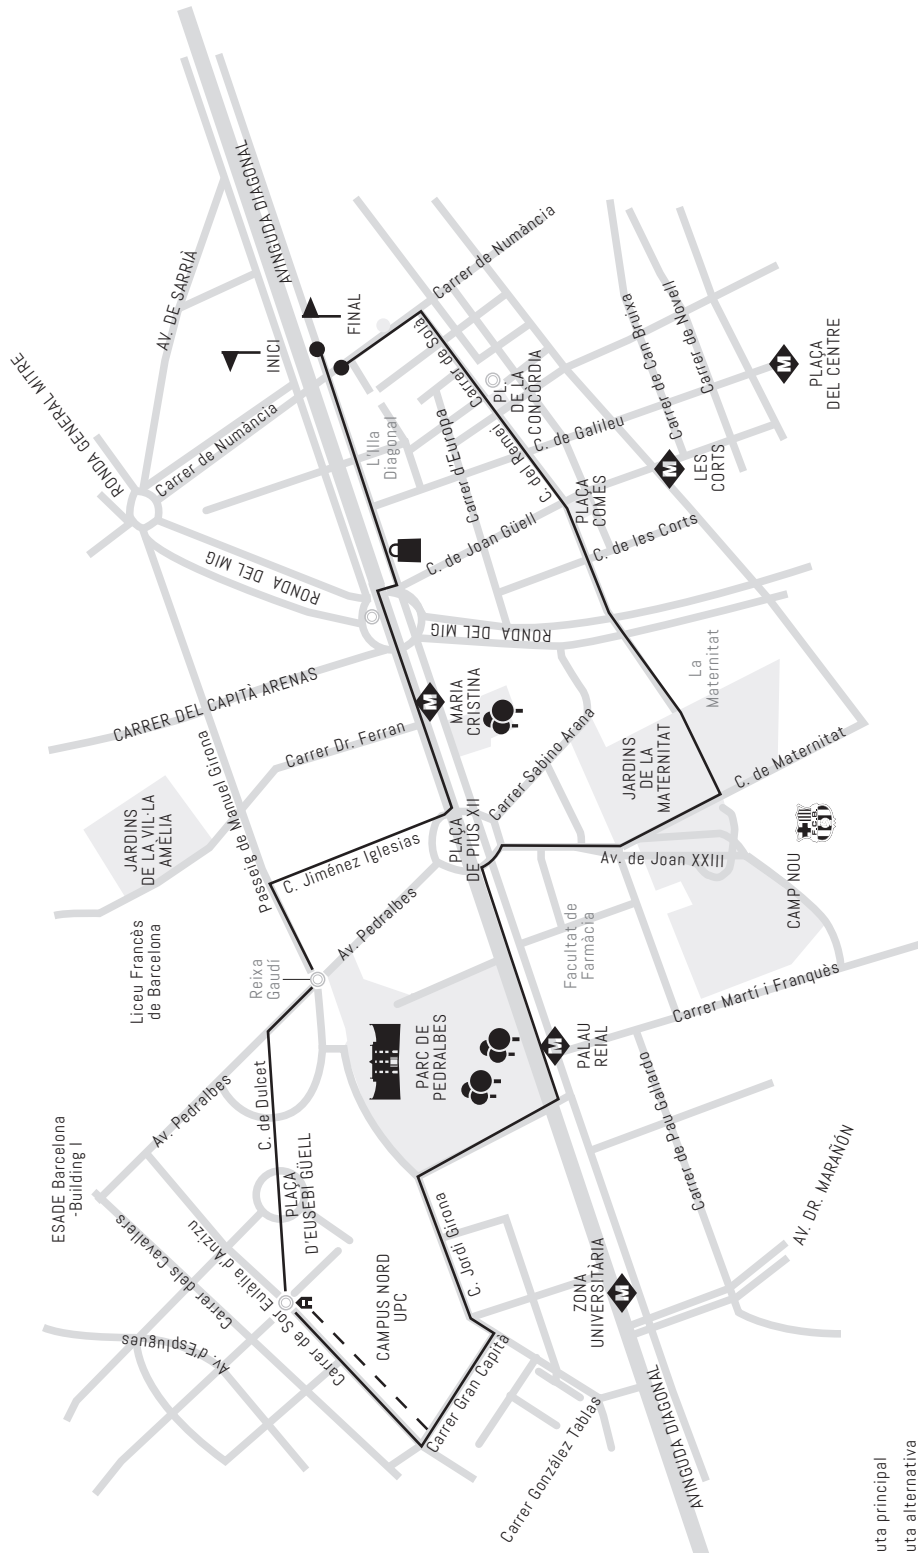 RONDA GENERAL MITRE
AV. DE SARRIÀ
AVINGUDA DIAGONAL
INICI
FINAL
Carrer de Numància
Carrer de Numància
L'Illa
Diagonal
Carrer de Solà
Carrer d'Europa
PL.
DE LA
CONCÒRDIA
C. del Remei
C. de Galileu
Carrer de Can Bruixa
Carrer de Novell
PLAÇA
DEL CENTRE
M
LES
CORTS
M
PLAÇA
COMES
C. de Joan Güell
C. de les Corts
RONDA DEL MIG
RONDA DEL MIG
CARRER DEL CAPITÀ ARENAS
Passeig de Manuel Girona
Carrer Dr. Ferran
MARIA
CRISTINA
M
La
Maternitat
JARDINS
DE LA
MATERNITAT
C. de Maternitat
Carrer Sabino Arana
JARDINS
DE LA VIL·LA
AMÈLIA
C. Jiménez Iglesias
PLAÇA
DE PIUS XII
Av. de Joan XXIII
F.C.B.
CAMP NOU
Liceu Francès
de Barcelona
Reixa
Gaudí
Av. Pedralbes
Facultat de
Farmàcia
Carrer Martí i Franquès
PARC DE
PEDRALBES
M
PALAU
REIAL
Av. Pedralbes
C. de Dulcet
Carrer de Pau Gallardo
ESADE Barcelona
-Building I
PLAÇA
D'EUSEBI GÜELL
Carrer dels Cavallers
Carrer de Sor Eulàlia d'Anzizu
Av. d'Esplugues
C. Jordi Girona
CAMPUS NORD
UPC
ZONA
UNIVERSITÀRIA
M
AV. DR. MARAÑÓN
Carrer Gran Capità
Carrer González Tablas
AVINGUDA DIAGONAL
uta principal
uta alternativa